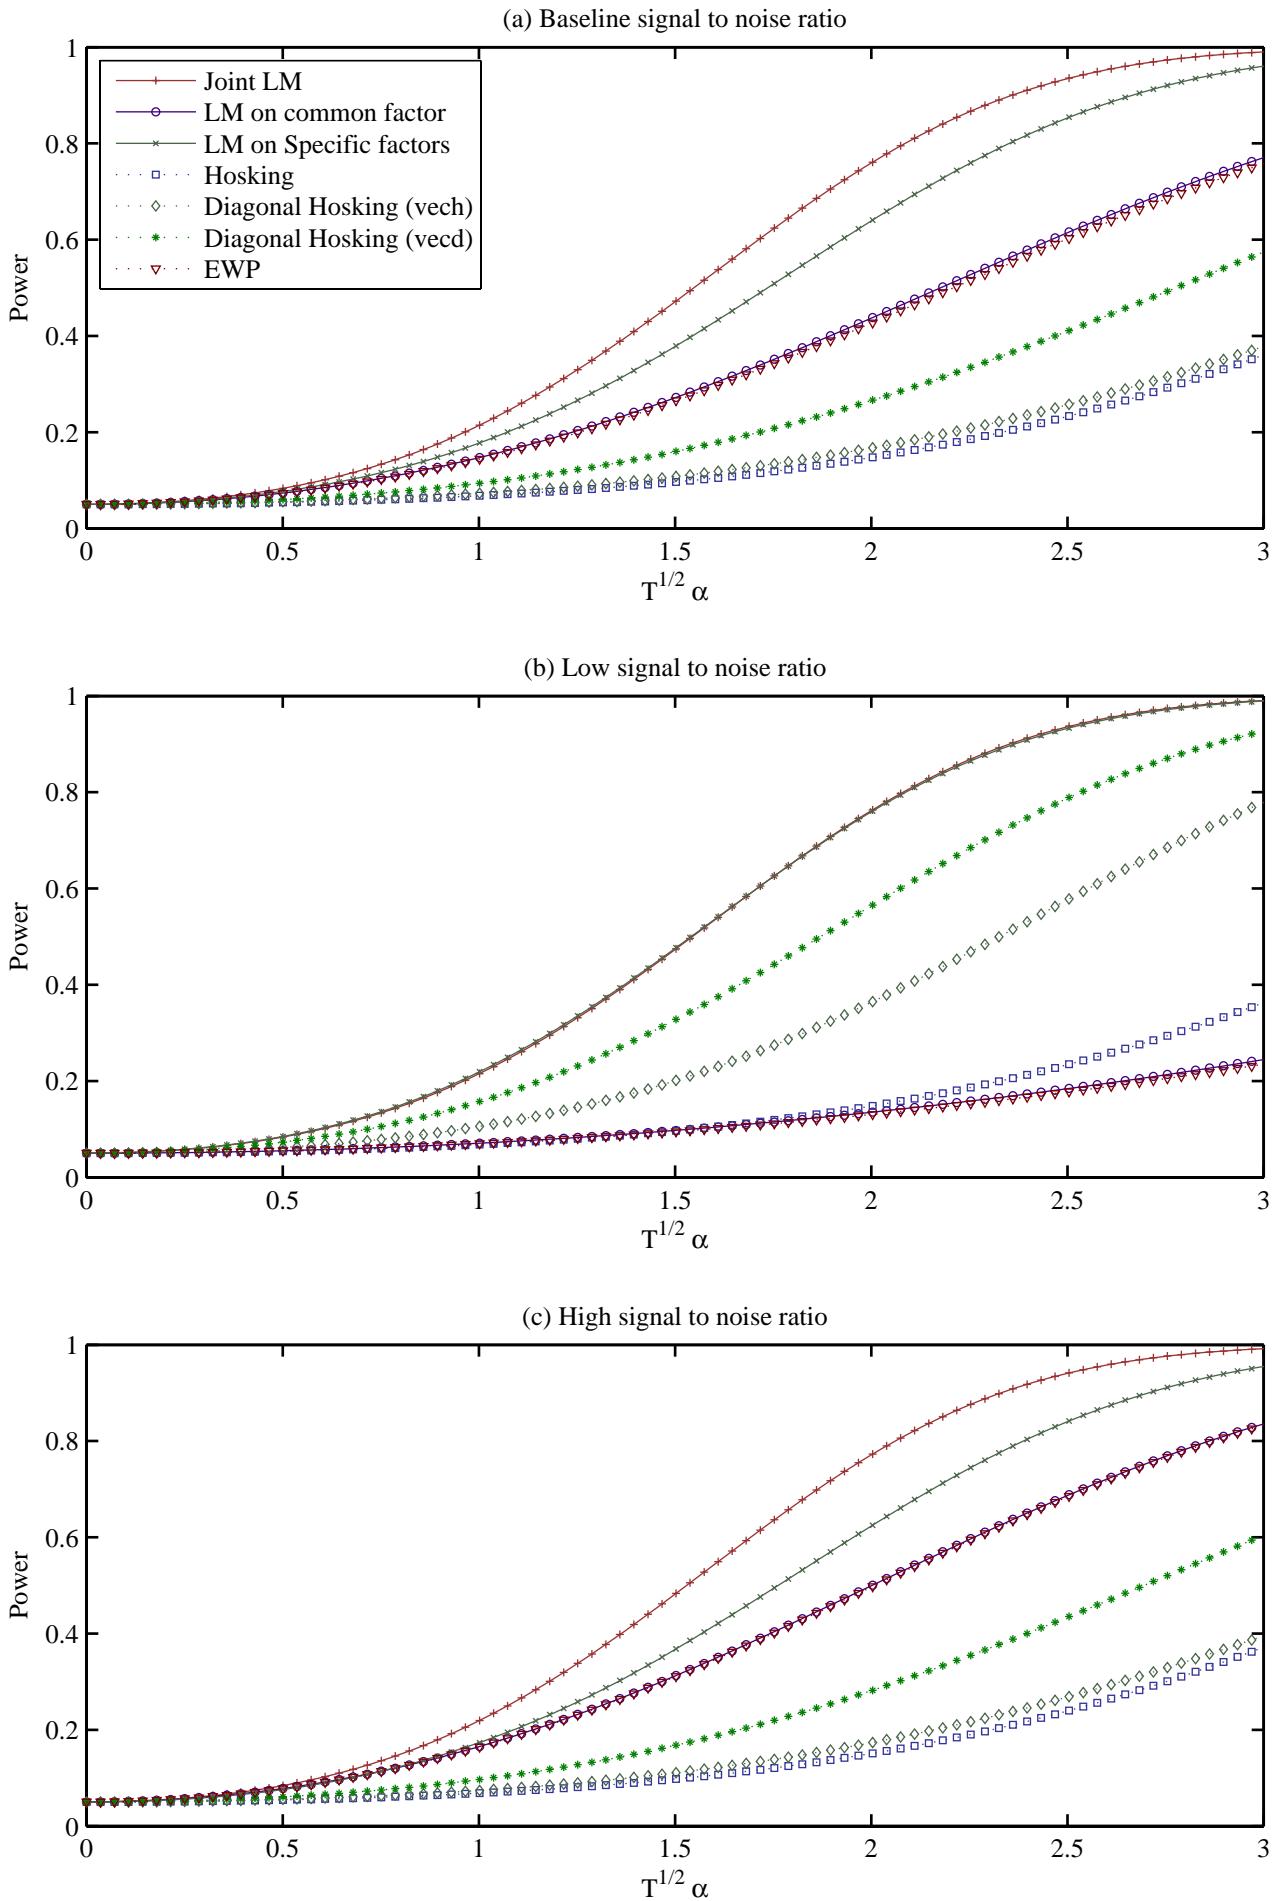 (a) Baseline signal to noise ratio
1
0.8
0.6
0.4
0.2
0
Power
Joint LM
LM on common factor
LM on Specific factors
Hosking
Diagonal Hosking (vech)
Diagonal Hosking (vecd)
EWP
0 0.5 1 1.5 2 2.5 3
T^{1/2} α
(b) Low signal to noise ratio
1
0.8
0.6
0.4
0.2
0
Power
0 0.5 1 1.5 2 2.5 3
T^{1/2} α
(c) High signal to noise ratio
1
0.8
0.6
0.4
0.2
0
Power
0 0.5 1 1.5 2 2.5 3
T^{1/2} α